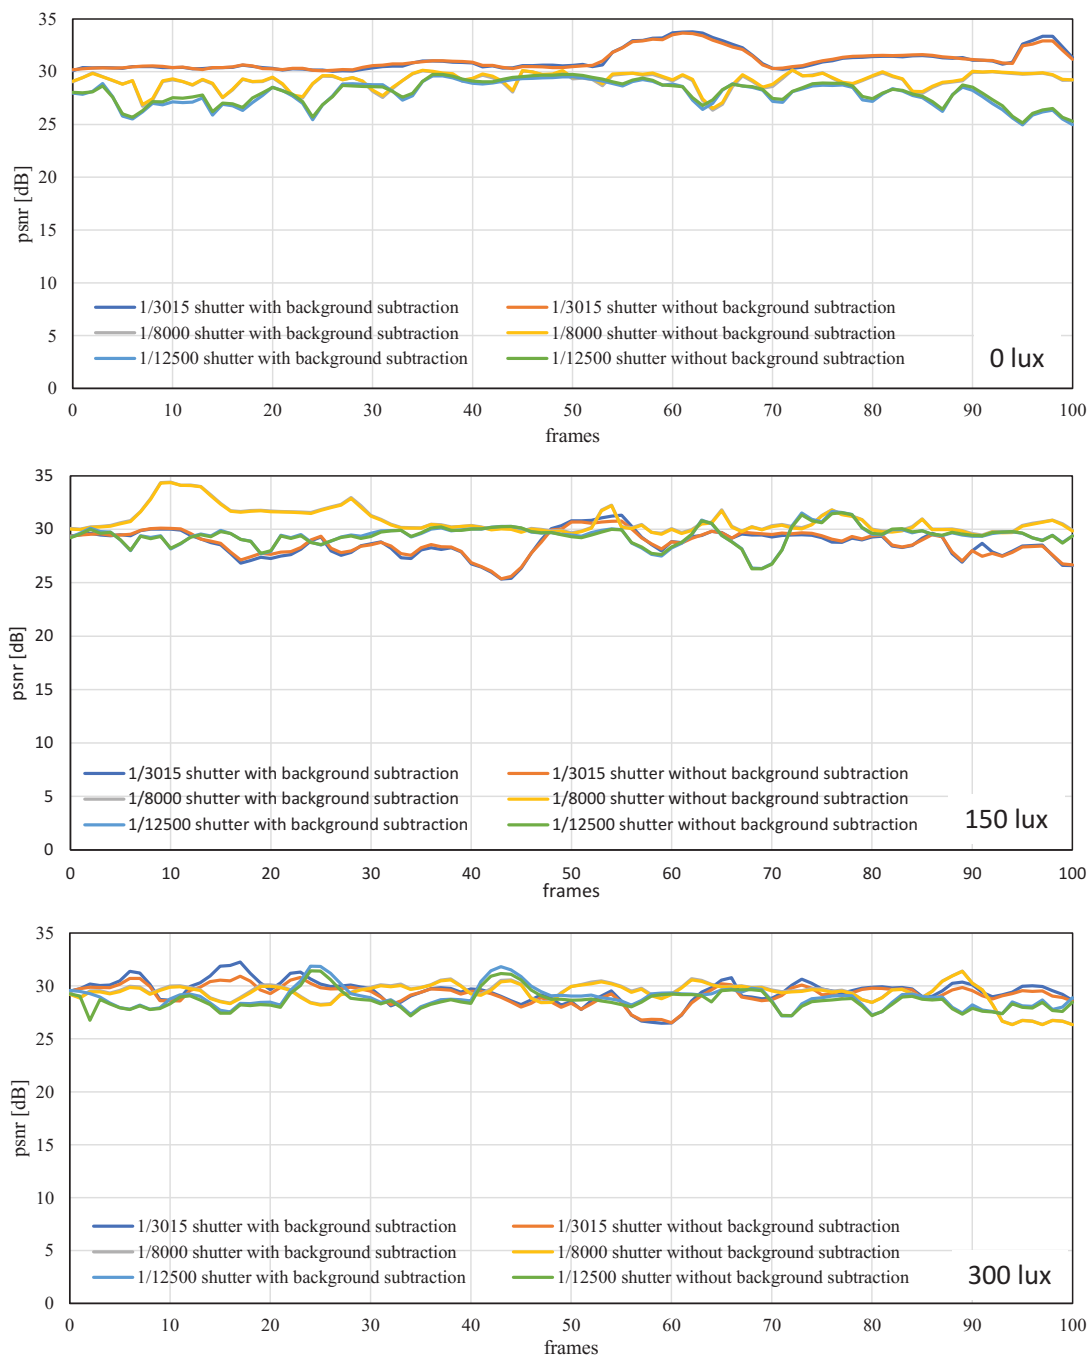 35
30
25
20
15
10
5
0
psnr [dB]
1/3015 shutter with background subtraction 1/3015 shutter without background subtraction
1/8000 shutter with background subtraction 1/8000 shutter without background subtraction
1/12500 shutter with background subtraction 1/12500 shutter without background subtraction
0 lux
0 10 20 30 40 50 60 70 80 90 100
frames
35
30
25
20
15
10
5
0
psnr [dB]
1/3015 shutter with background subtraction 1/3015 shutter without background subtraction
1/8000 shutter with background subtraction 1/8000 shutter without background subtraction
1/12500 shutter with background subtraction 1/12500 shutter without background subtraction
150 lux
0 10 20 30 40 50 60 70 80 90 100
frames
35
30
25
20
15
10
5
0
psnr [dB]
1/3015 shutter with background subtraction 1/3015 shutter without background subtraction
1/8000 shutter with background subtraction 1/8000 shutter without background subtraction
1/12500 shutter with background subtraction 1/12500 shutter without background subtraction
300 lux
0 10 20 30 40 50 60 70 80 90 100
frames